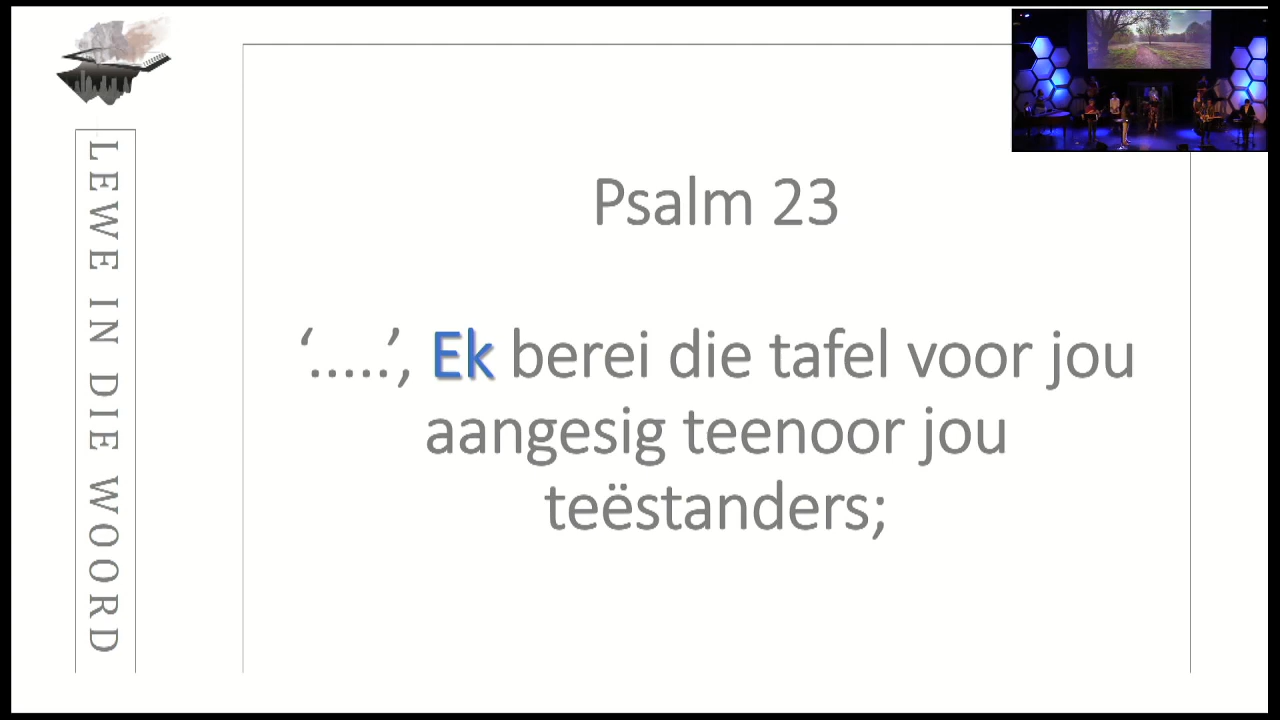 LEWE IN DIE WOORD
Psalm 23
‘.....’, Ek berei die tafel voor jou
aangesig teenoor jou
teëstanders;